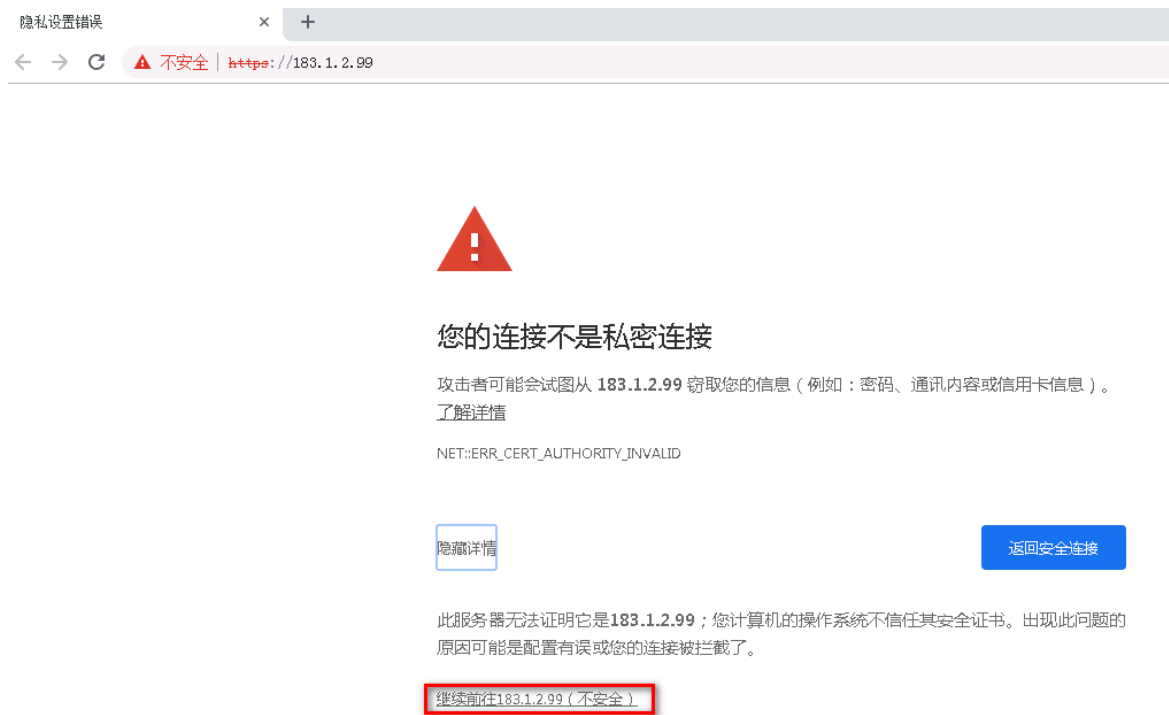 隐私设置错误
不安全 https://183.1.2.99
您的连接不是私密连接
攻击者可能会试图从 183.1.2.99 窃取您的信息（例如：密码、通讯内容或信用卡信息）。
了解详情
NET::ERR_CERT_AUTHORITY_INVALID
隐藏详情
返回安全连接
此服务器无法证明它是183.1.2.99；您计算机的操作系统不信任其安全证书。出现此问题的
原因可能是配置有误或您的连接被拦截了。
继续前往183.1.2.99（不安全）